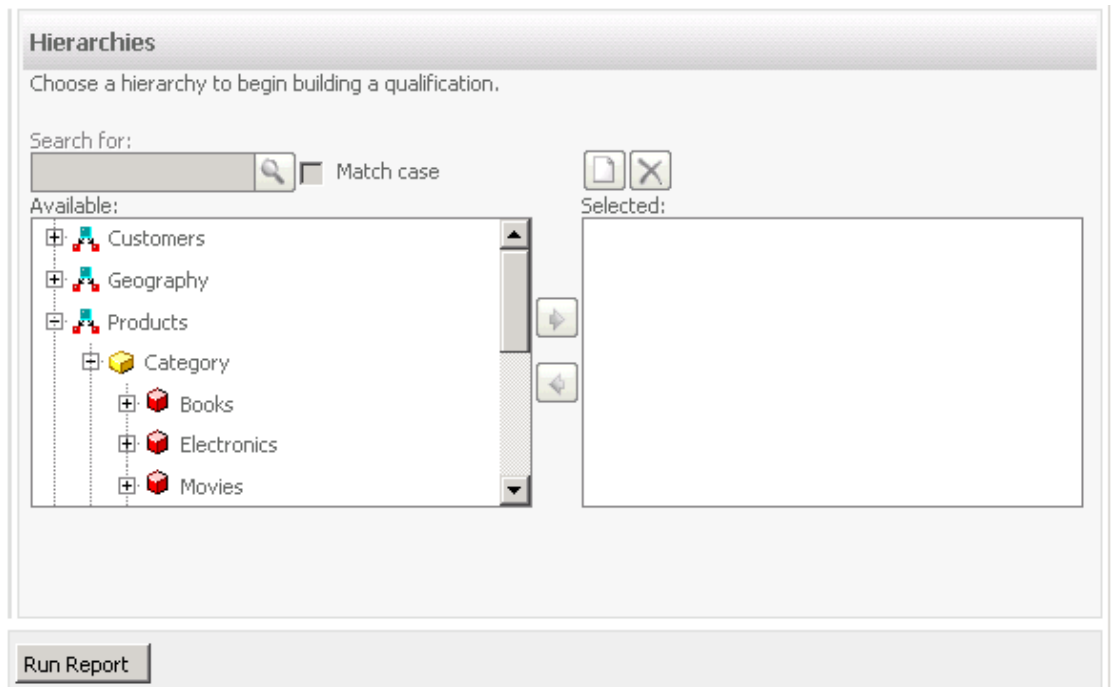 Hierarchies
Choose a hierarchy to begin building a qualification.
Search for:
Match case
Available:
Selected:
Customers
Geography
Products
Category
Books
Electronics
Movies
Run Report